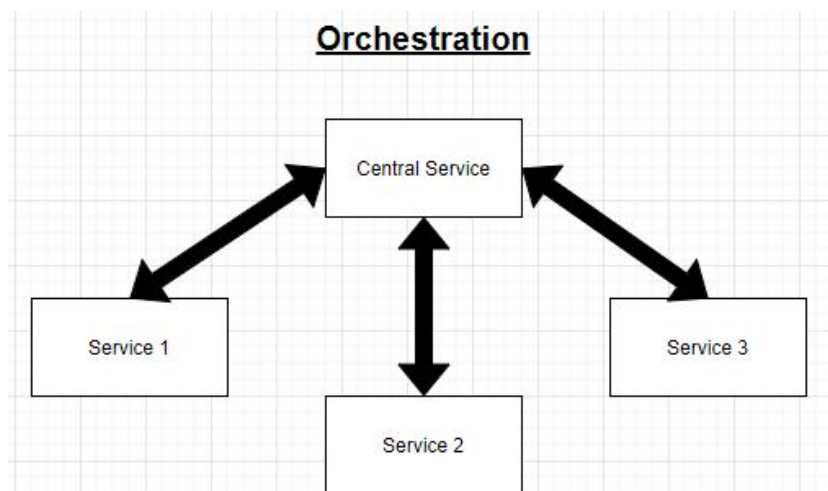 Orchestration
Central Service
Service 1
Service 3
Service 2